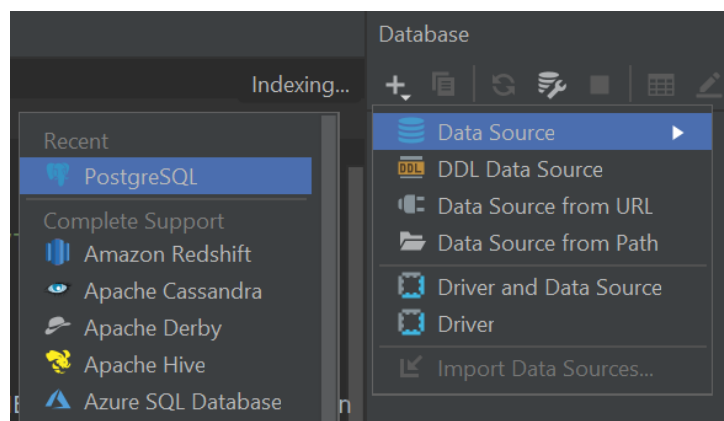 Database
Indexing...
Recent
PostgreSQL
Complete Support
Amazon Redshift
Apache Cassandra
Apache Derby
Apache Hive
Azure SQL Database
Data Source
DDL Data Source
Data Source from URL
Data Source from Path
Driver and Data Source
Driver
Import Data Sources...